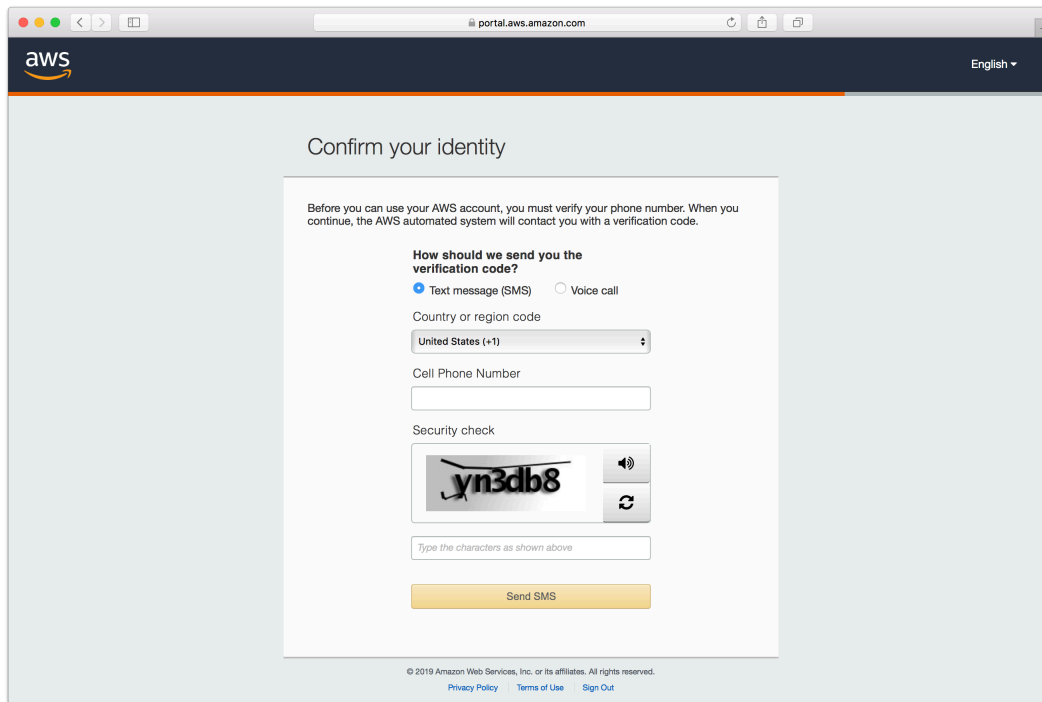 portal.aws.amazon.com
aws
English
Confirm your identity
Before you can use your AWS account, you must verify your phone number. When you
continue, the AWS automated system will contact you with a verification code.
How should we send you the
verification code?
Text message (SMS) Voice call
Country or region code
United States (+1)
Cell Phone Number
Security check
yn3db8
Type the characters as shown above
Send SMS
© 2019 Amazon Web Services, Inc. or its affiliates. All rights reserved.
Privacy Policy | Terms of Use | Sign Out